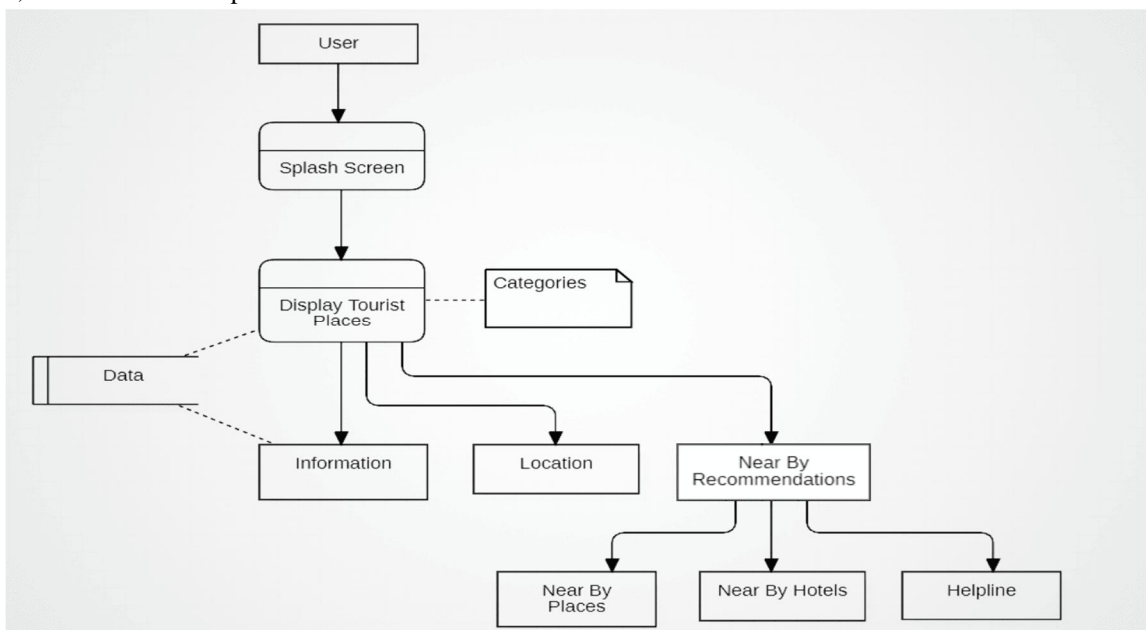 User
Splash Screen
Display Tourist
Places
Categories
Data
Information
Location
Near By
Recommendations
Near By
Places
Near By Hotels
Helpline